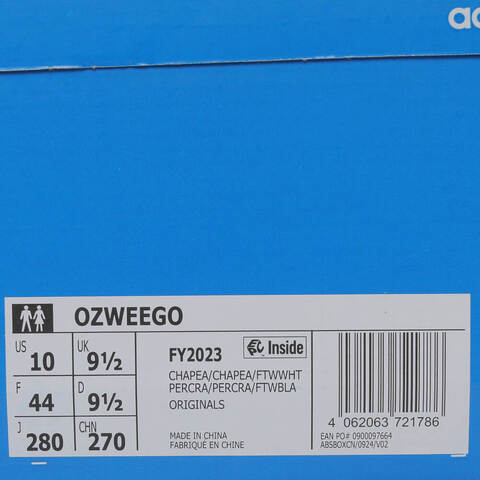 ad
OZWEEGO
US 10 UK 9½
F 44 D 9½
J 280 CHN 270
FY2023
Inside
CHAPEA/CHAPEA/FTWWHT
PERCRA/PERCRA/FTWBLA
ORIGINALS
MADE IN CHINA
FABRIQUÉ EN CHINE
4 062063 721786
EAN PO# 0900097664
ABSBOXCN/0924/V02